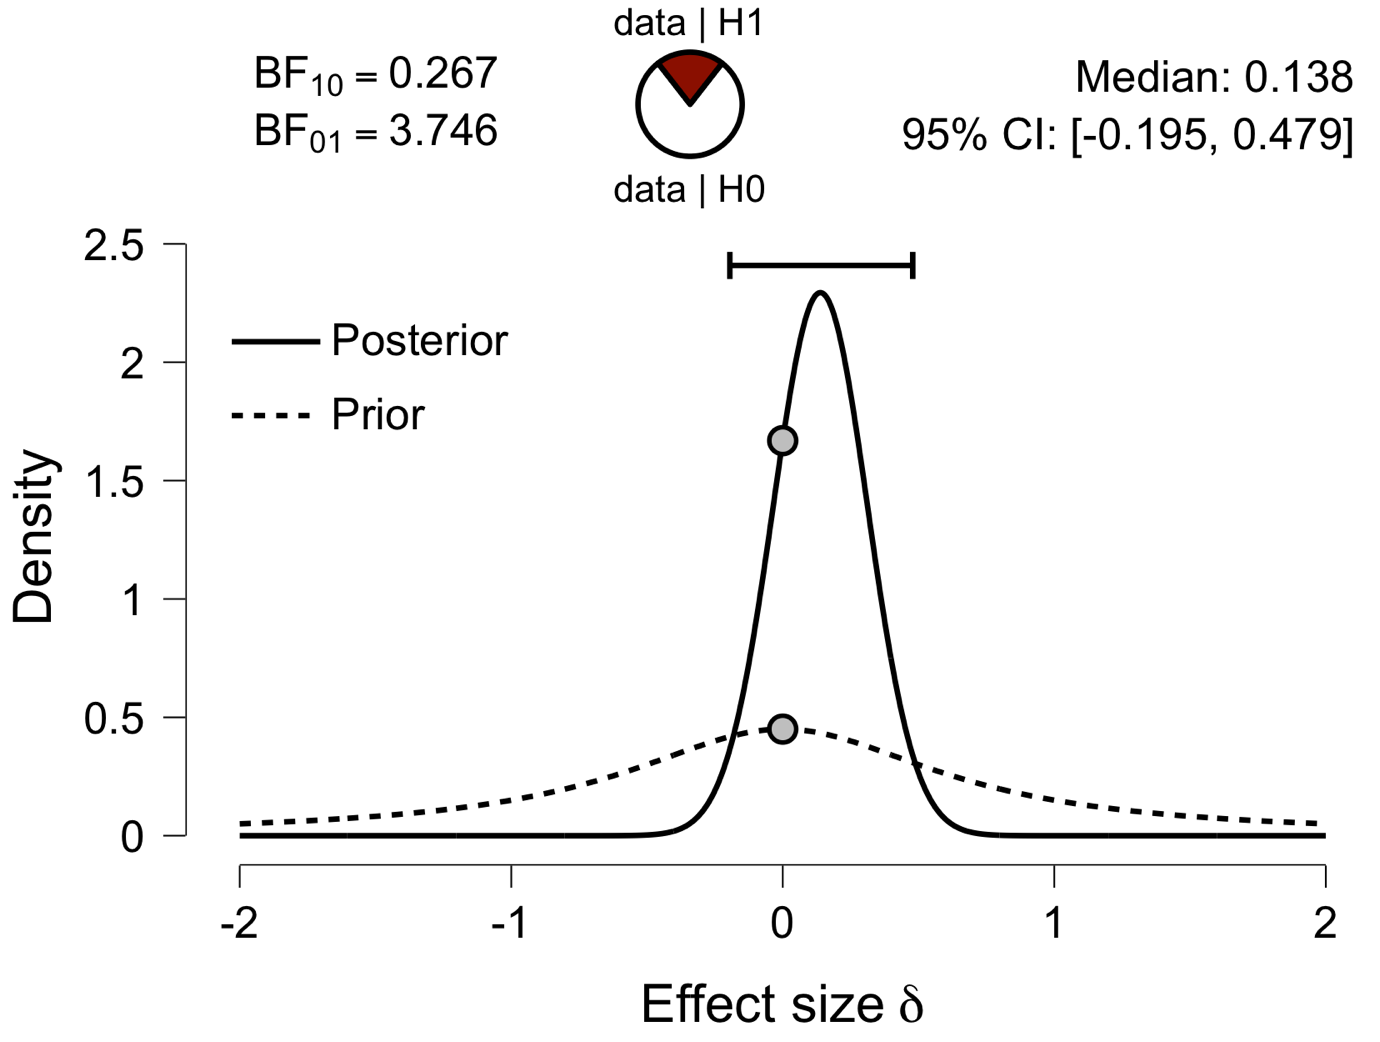 data | H1
BF10 = 0.267
BF01 = 3.746
Median: 0.138
95% CI: [-0.195, 0.479]
data | H0
2.5
2
1.5
1
0.5
0
Density
Posterior
Prior
-2 -1 0 1 2
Effect size δ